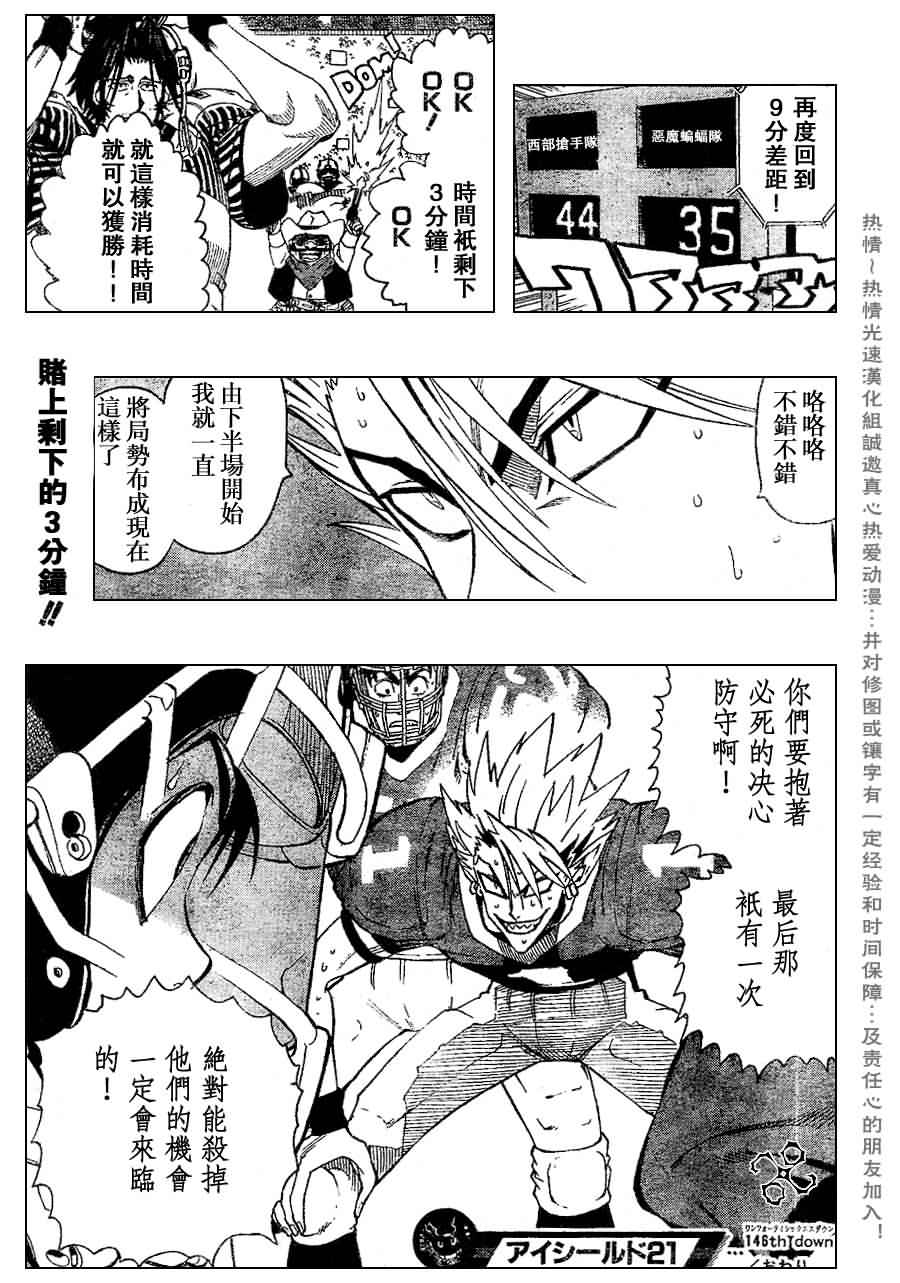 再度回到
9分差距！
惡魔蝙蝠隊
西部搶手隊
35
44
OK
OK！
時間祇剩下
3分鐘！
OK
DOM!
就這樣消耗時間
就可以獲勝！！
咯咯咯
不錯不錯
由下半場開始
我就一直
將局勢布成現在
這樣了
賭上剩下的3分鐘!!
你們要抱著
必死的决心
防守啊！
最后那
衹有一次
絕對能殺掉
他們的機會
一定會來臨
的！
アイシールド21
146th down
おわり
热情～热情光速漢化組誠邀真心热爱动漫…并对修图或镶字有一定经验和时间保障…及责任心的朋友加入！